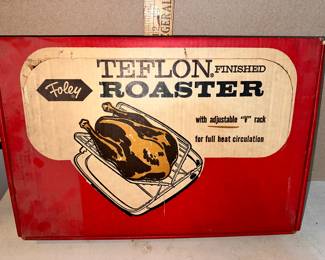 TEFLON® FINISHED
Foley
ROASTER
with adjustable "V" rack
for full heat circulation